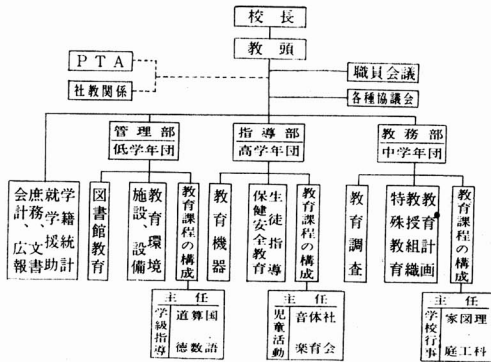 校長
教頭
PTA
社教関係
職員会議
各種協議会
管理部
低学年団
指導部
高学年団
教務部
中学年団
学籍統計
就学援助
庶務、文書
会計、広報
図書館教育
教育環境
施設、設備
教育課程の構成
教育機器
生徒指導
保健安全教育
教育課程の構成
教育調査
教育計画
教授組織
特殊教育
教育課程の構成
主任
国語
算数
道徳
学級指導
主任
社会
体育
音楽
児童活動
主任
理科
図工
家庭
学校行事